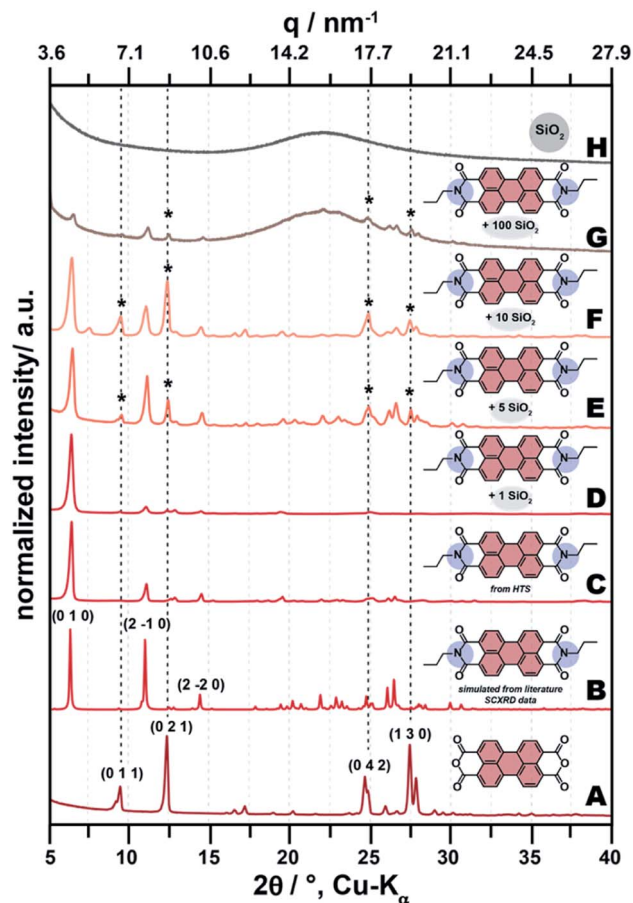 q / nm-1
3.6 7.1 10.6 14.2 17.7 21.1 24.5 27.9
normalized intensity/ a.u.
SiO2
H
O O
N N
O O
+ 100 SiO2
* * * *
G
O O
N N
O O
+ 10 SiO2
* * * *
F
O O
N N
O O
+ 5 SiO2
* * * *
E
O O
N N
O O
+ 1 SiO2
D
O O
N N
O O
from HTS
C
(0 1 0)
(2 -1 0)
(2 -2 0)
O O
N N
O O
simulated from literature
SCXRD data
B
(0 1 1)
(0 2 1)
(0 4 2)
(1 3 0)
O O
O O
O O
A
5 10 15 20 25 30 35 40
2θ / °, Cu-Kα